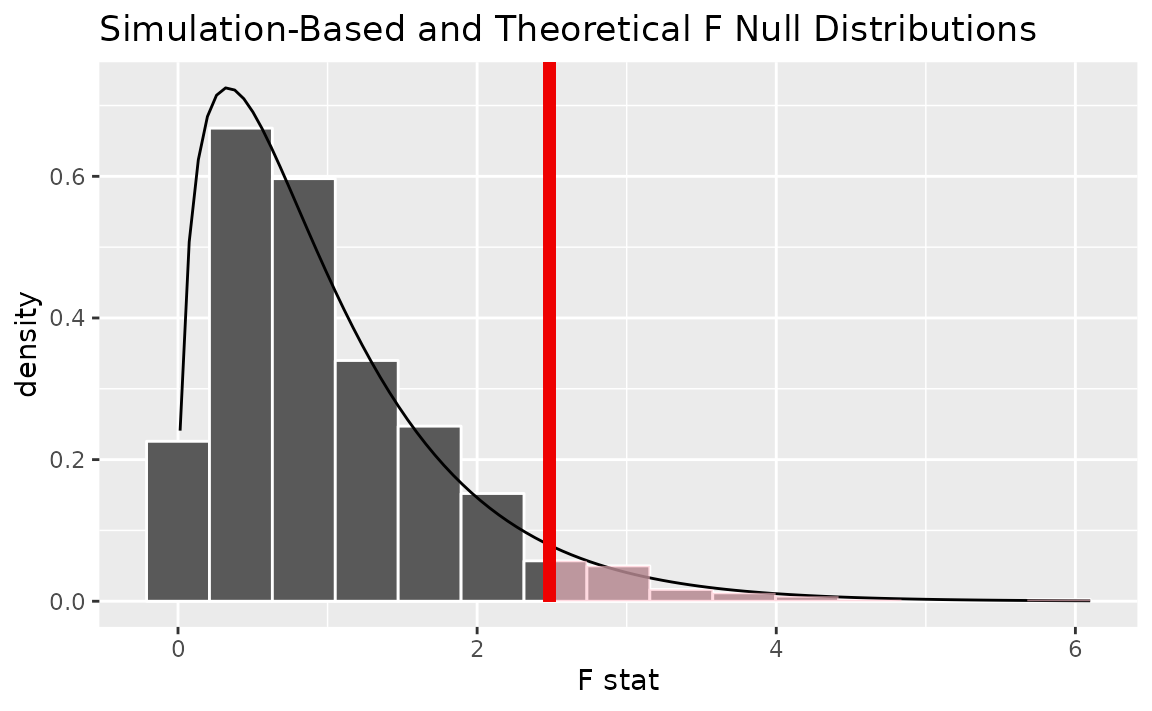 Simulation-Based and Theoretical F Null Distributions
density
0.6
0.4
0.2
0.0
0 2 4 6
F stat